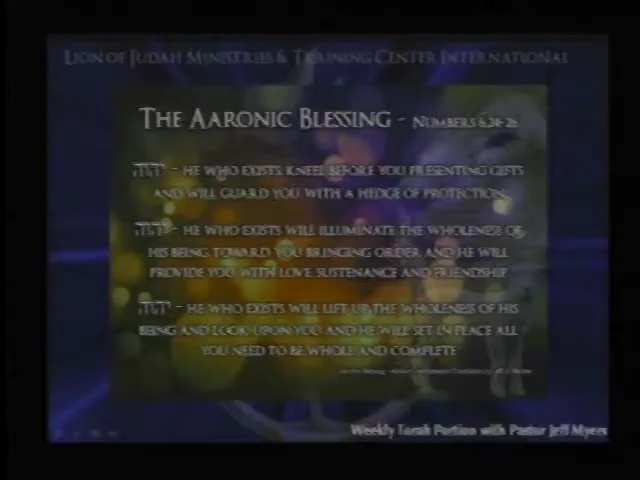 LION OF JUDAH MINISTRIES & TRAINING CENTER INTERNATIONAL
THE AARONIC BLESSING - NUMBERS 6:24-26
יהוה - HE WHO EXISTS, KNEEL BEFORE YOU PRESENTING GIFTS
AND WILL GUARD YOU WITH A HEDGE OF PROTECTION
יהוה - HE WHO EXISTS WILL ILLUMINATE THE WHOLENESS OF
HIS BEING TOWARD YOU BRINGING ORDER, AND HE WILL
PROVIDE YOU WITH LOVE, SUSTENANCE AND FRIENDSHIP
יהוה - HE WHO EXISTS WILL LIFT UP THE WHOLENESS OF HIS
BEING AND LOOK UPON YOU AND HE WILL SET IN PLACE ALL
YOU NEED TO BE WHOLE AND COMPLETE
Weekly Torah Portion with Pastor Jeff Myers